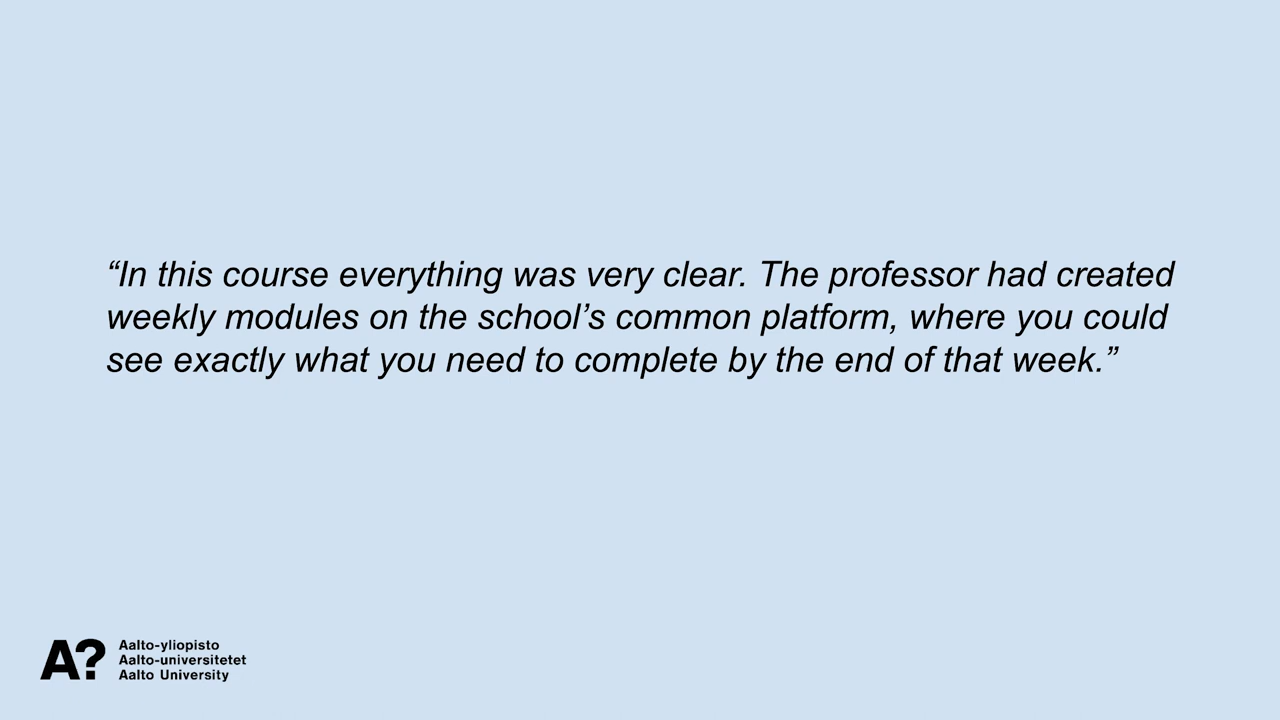 “In this course everything was very clear. The professor had created
weekly modules on the school’s common platform, where you could
see exactly what you need to complete by the end of that week.”
A?
Aalto-yliopisto
Aalto-universitetet
Aalto University